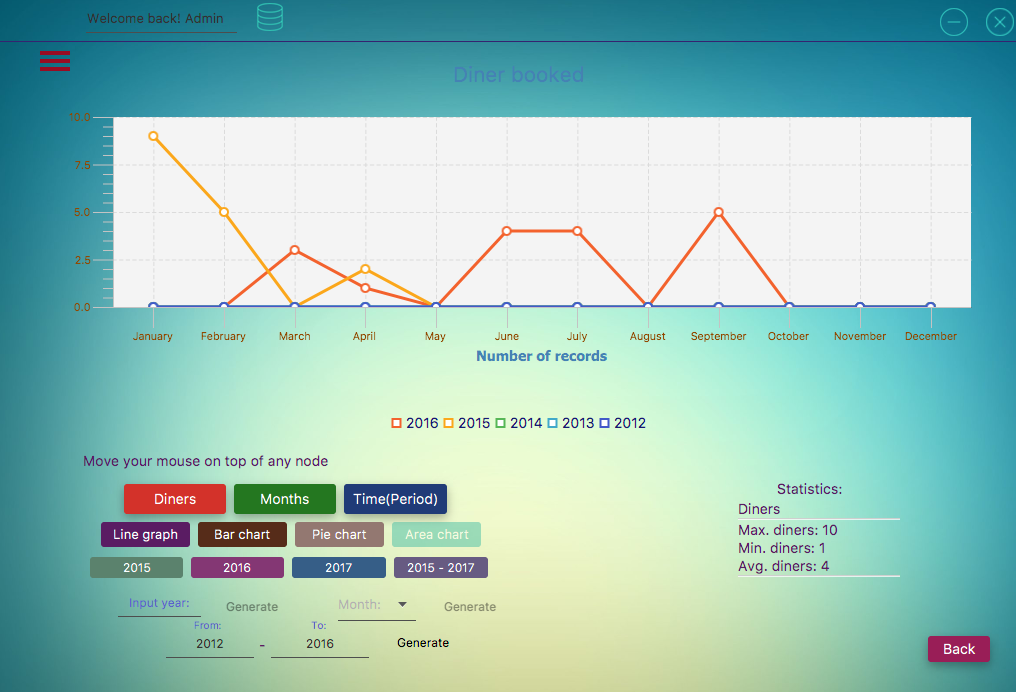 Welcome back! Admin
Diner booked
10.0
7.5
5.0
2.5
0.0
January February March April May June July August September October November December
Number of records
2016 2015 2014 2013 2012
Move your mouse on top of any node
Diners Months Time(Period)
Line graph Bar chart Pie chart Area chart
2015 2016 2017 2015 - 2017
Input year: Generate Month: Generate
From: To:
2012 - 2016 Generate
Statistics:
Diners
Max. diners: 10
Min. diners: 1
Avg. diners: 4
Back